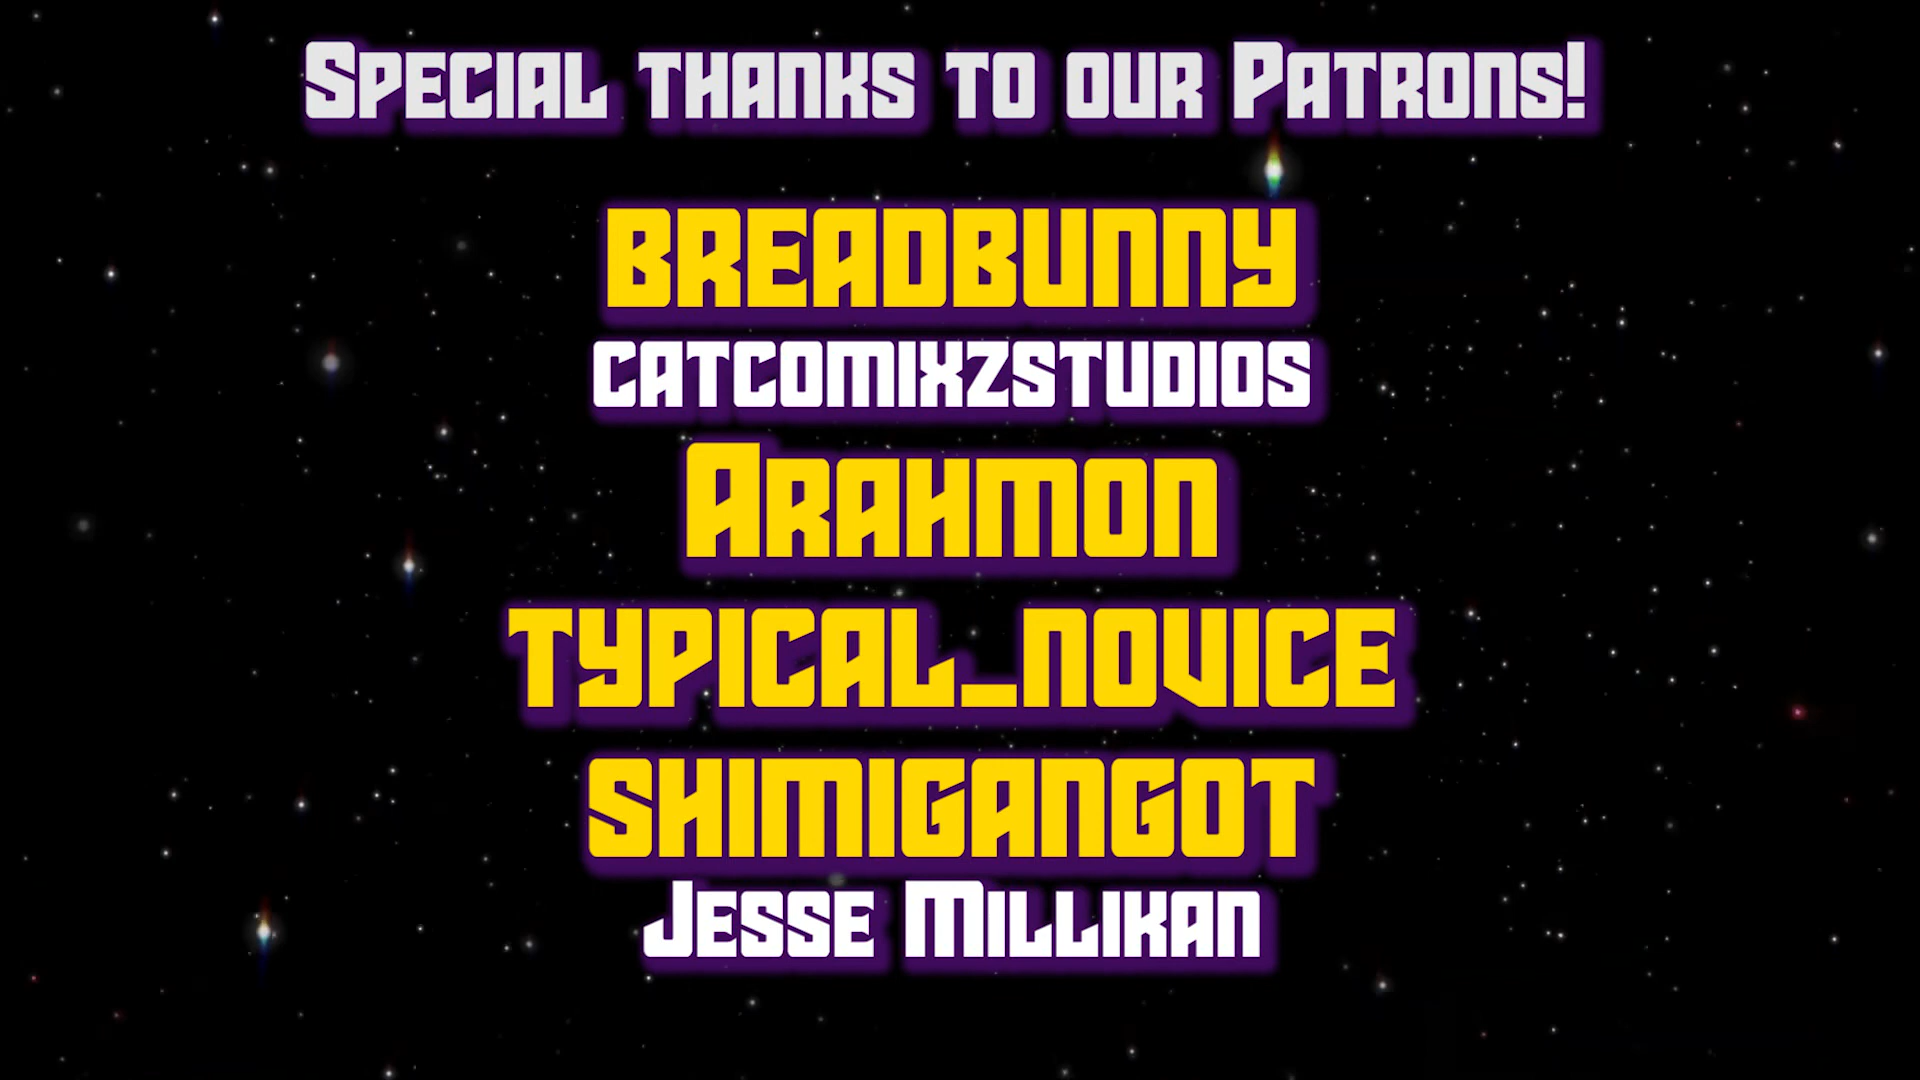 Special thanks to our Patrons!
breadbunny
catcomixzstudios
Arahmon
typical_novice
shimigangot
Jesse Millikan